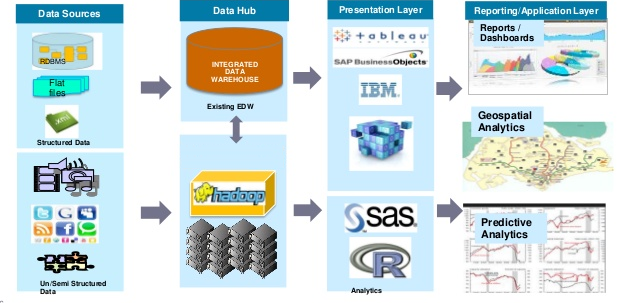 Data Sources
Data Hub
Presentation Layer
Reporting/Application Layer
RDBMS
Flat
files
xml
Structured Data
Un/Semi Structured
Data
INTEGRATED
DATA
WAREHOUSE
Existing EDW
hadoop
tableau
SAP BusinessObjects
IBM
sas
R
Analytics
Reports /
Dashboards
Geospatial
Analytics
Predictive
Analytics